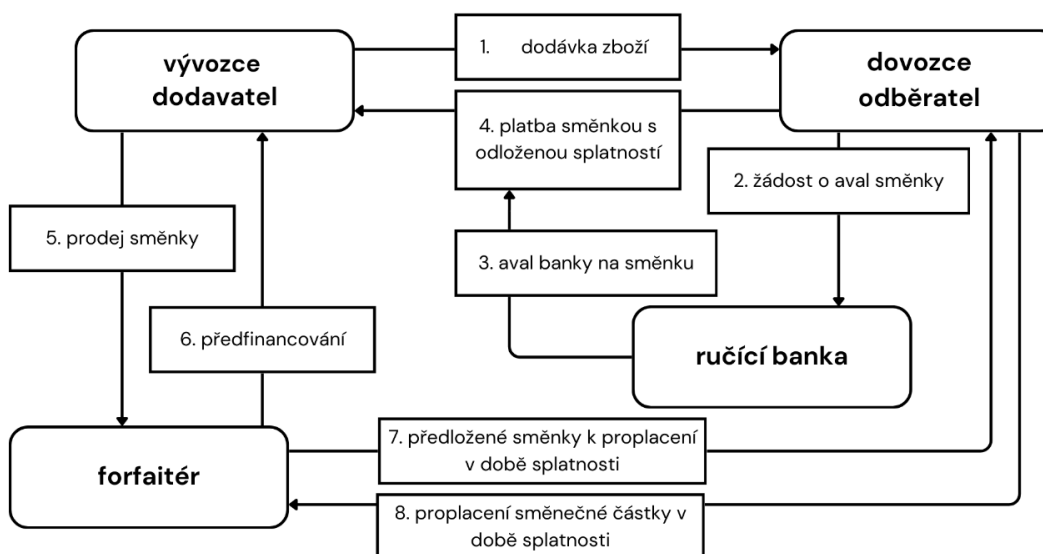 vývozce
dodavatel
1. dodávka zboží
dovozce
odběratel
4. platba směnkou s
odloženou splatností
2. žádost o aval směnky
5. prodej směnky
3. aval banky na směnku
6. předfinancování
ručící banka
7. předložené směnky k proplacení
v době splatnosti
forfaitér
8. proplacení směnečné částky v
době splatnosti